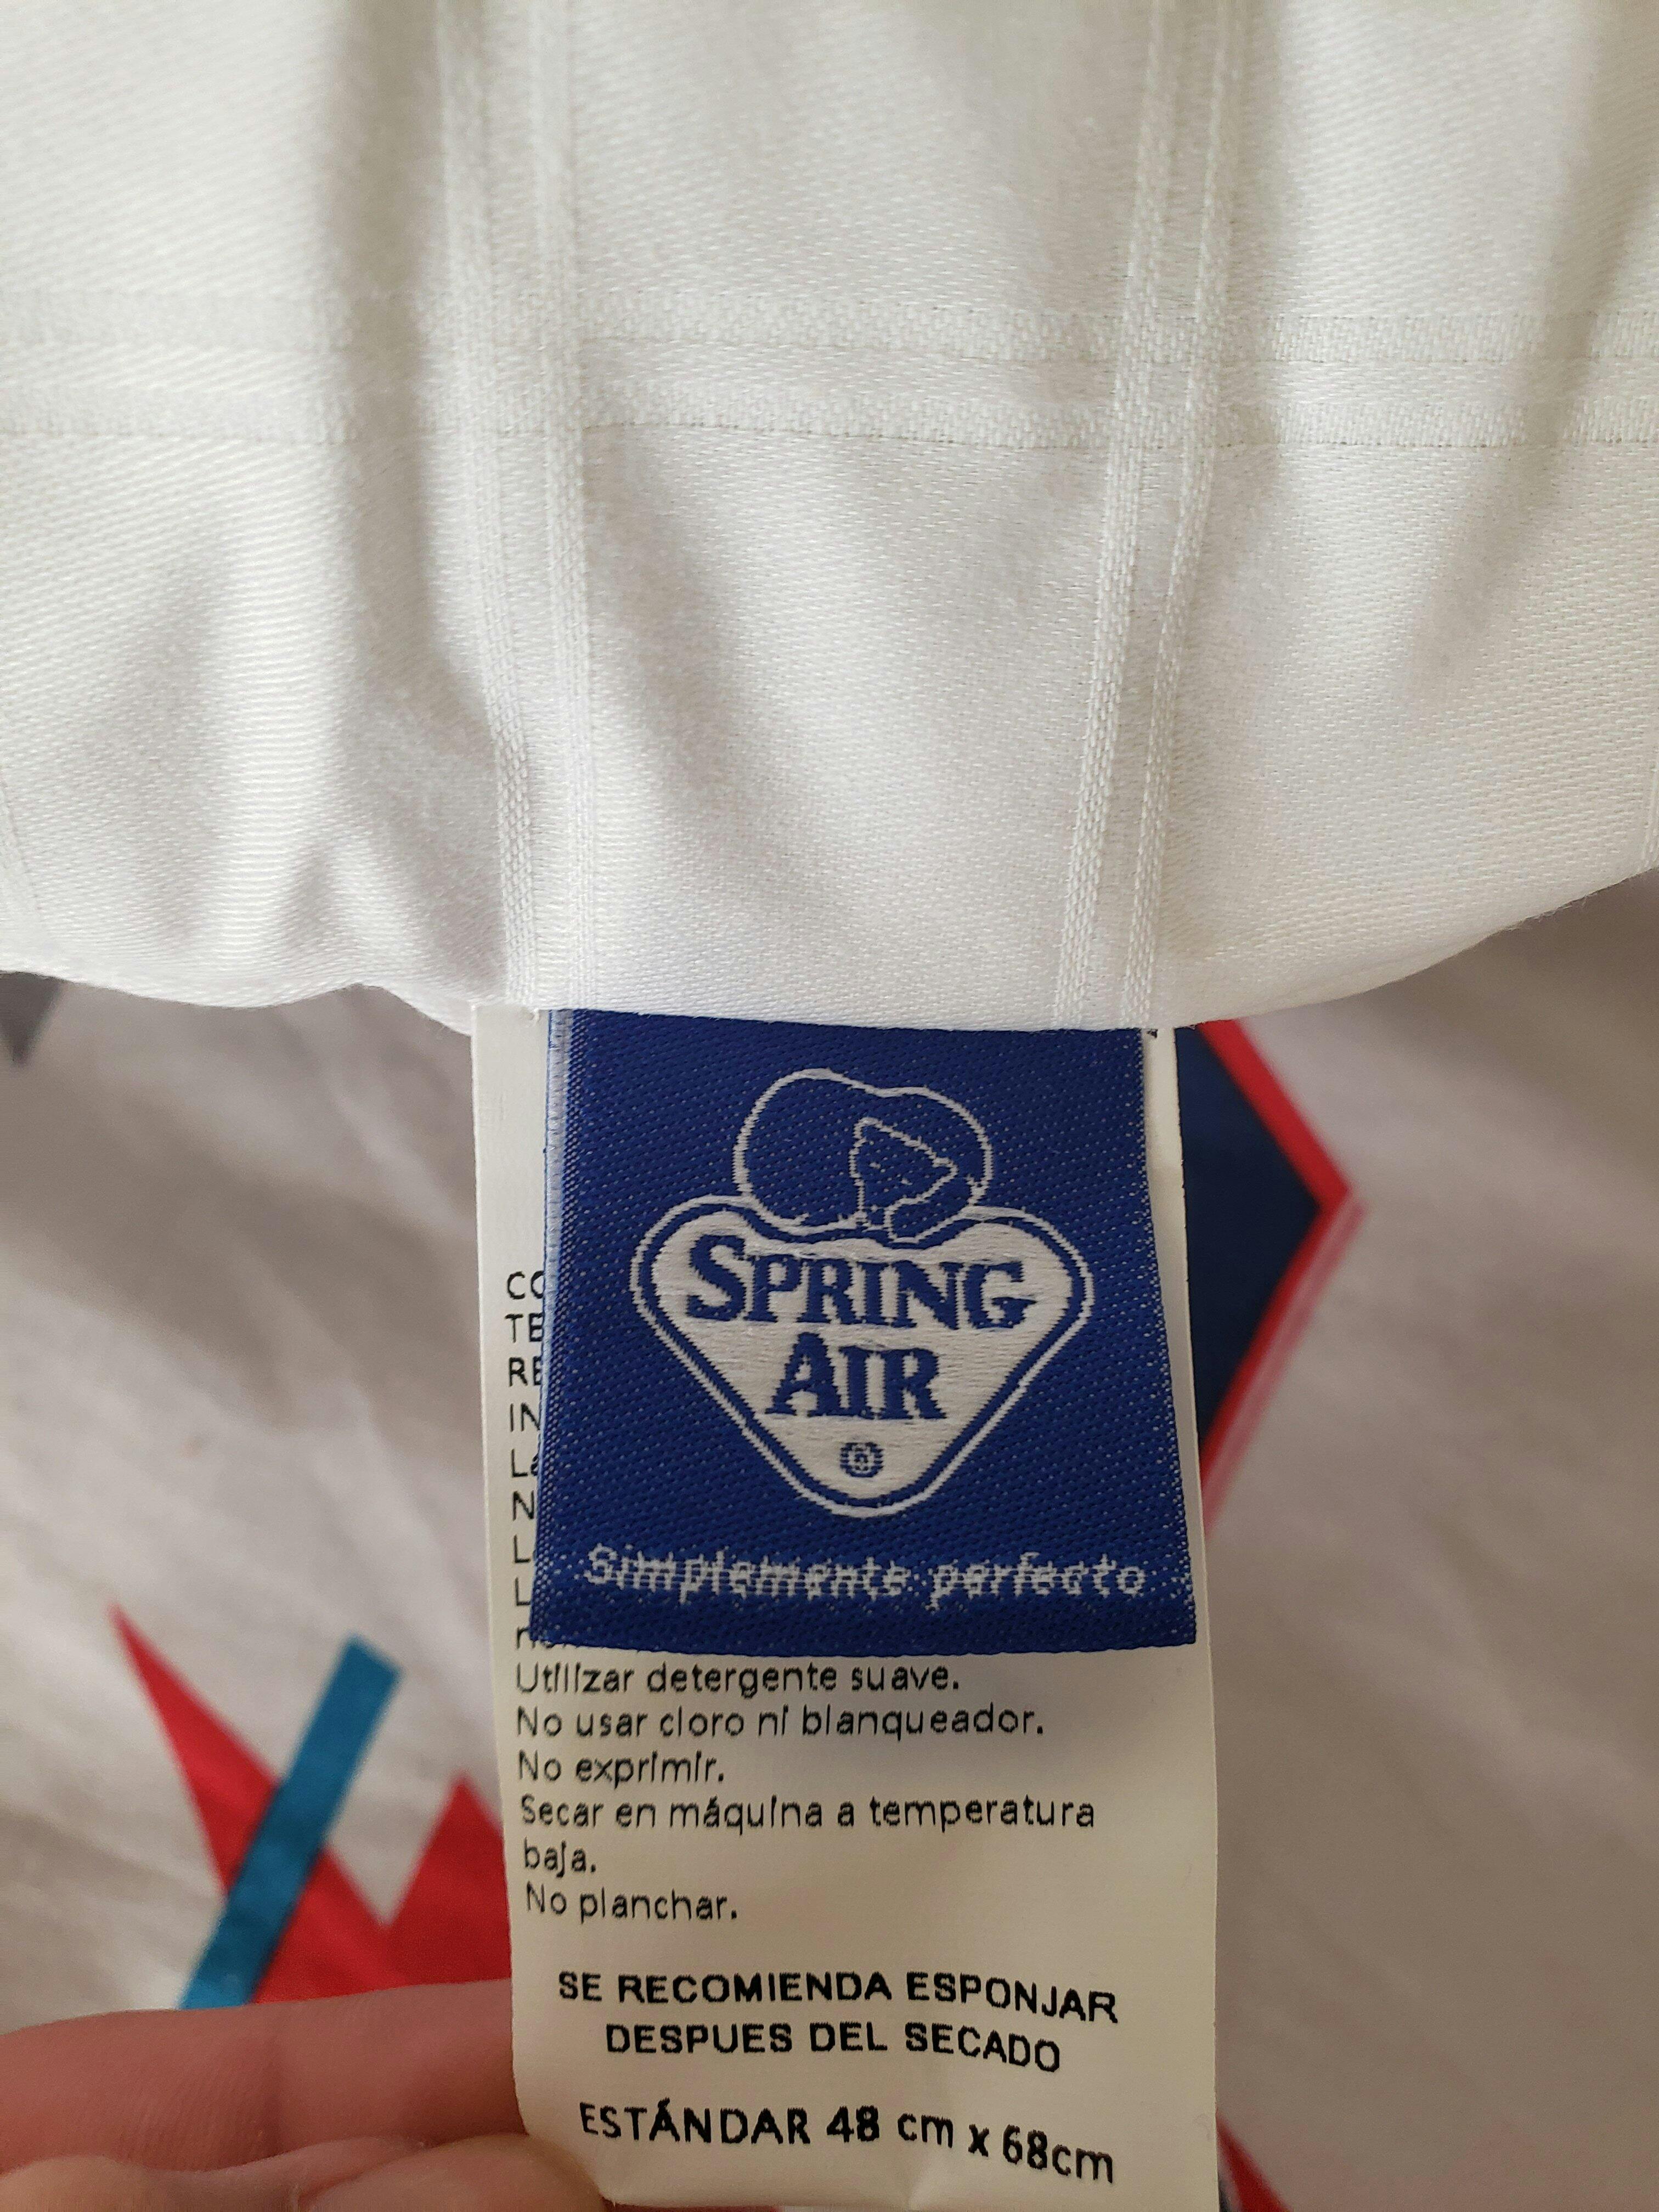 SPRING
AIR
®
Simplemente perfecto
Utilizar detergente suave.
No usar cloro ni blanqueador.
No exprimir.
Secar en máquina a temperatura
baja.
No planchar.
SE RECOMIENDA ESPONJAR
DESPUES DEL SECADO
ESTÁNDAR 48 cm x 68cm